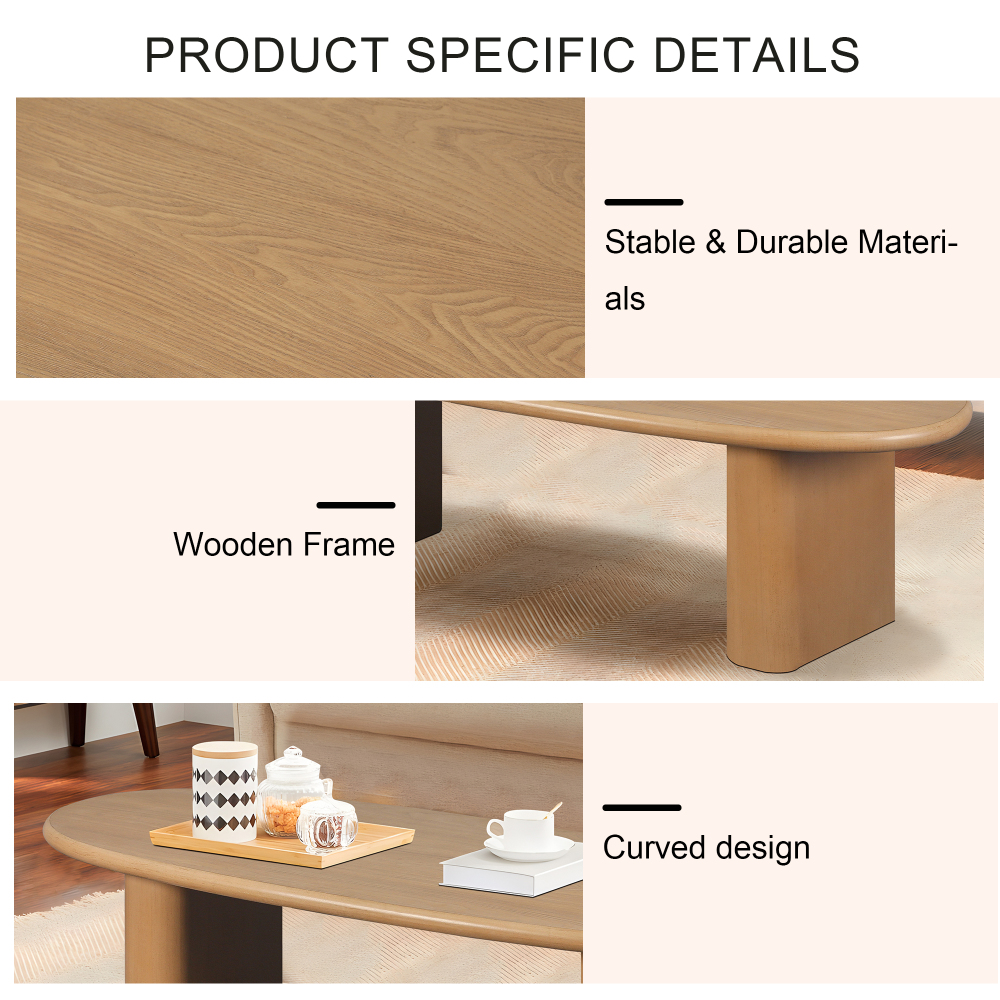 PRODUCT SPECIFIC DETAILS
Stable & Durable Materi-
als
Wooden Frame
Curved design